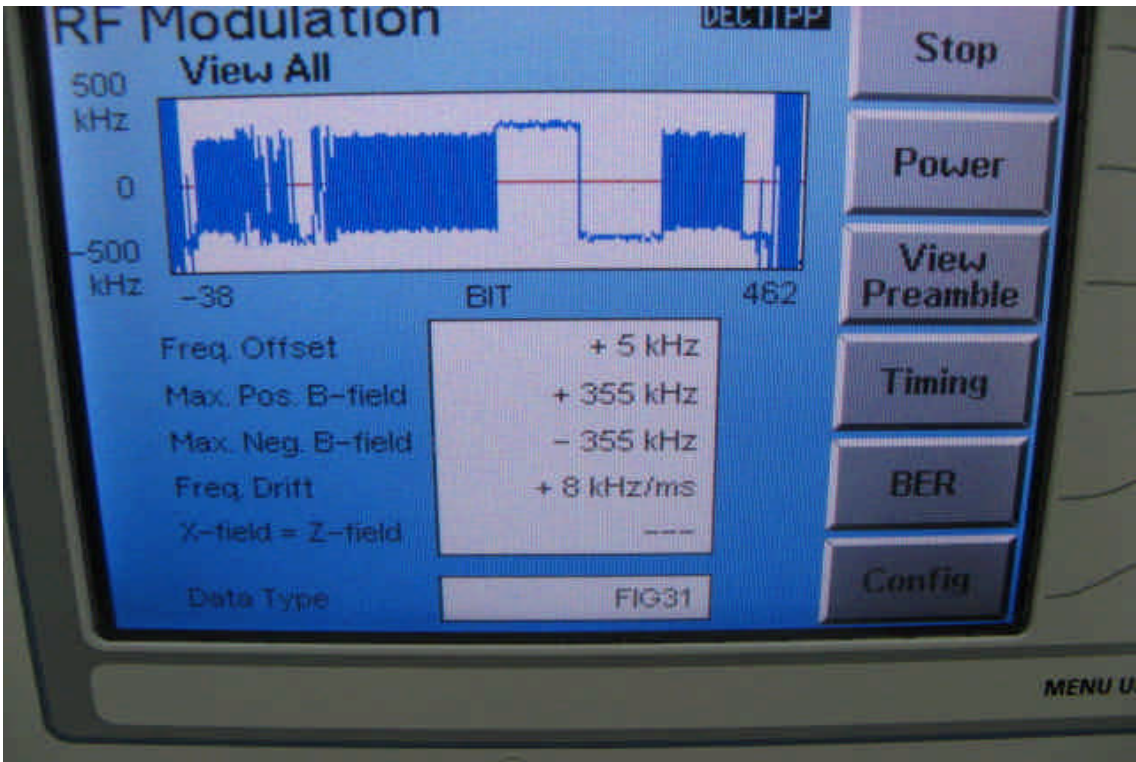 RF Modulation DECT PP
View All
500
kHz
0
-500
kHz
-38 BIT 462
Freq. Offset + 5 kHz
Max. Pos. B-field + 355 kHz
Max. Neg. B-field - 355 kHz
Freq. Drift + 8 kHz/ms
X-field = Z-field ---
Data Type FIG31
Stop
Power
View
Preamble
Timing
BER
Config
MENU